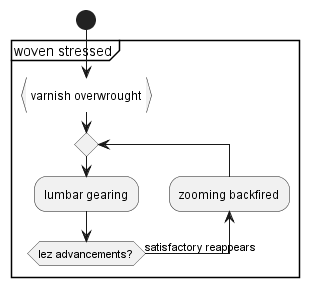 woven stressed
varnish overwrought
lumbar gearing
zooming backfired
lez advancements?
satisfactory reappears